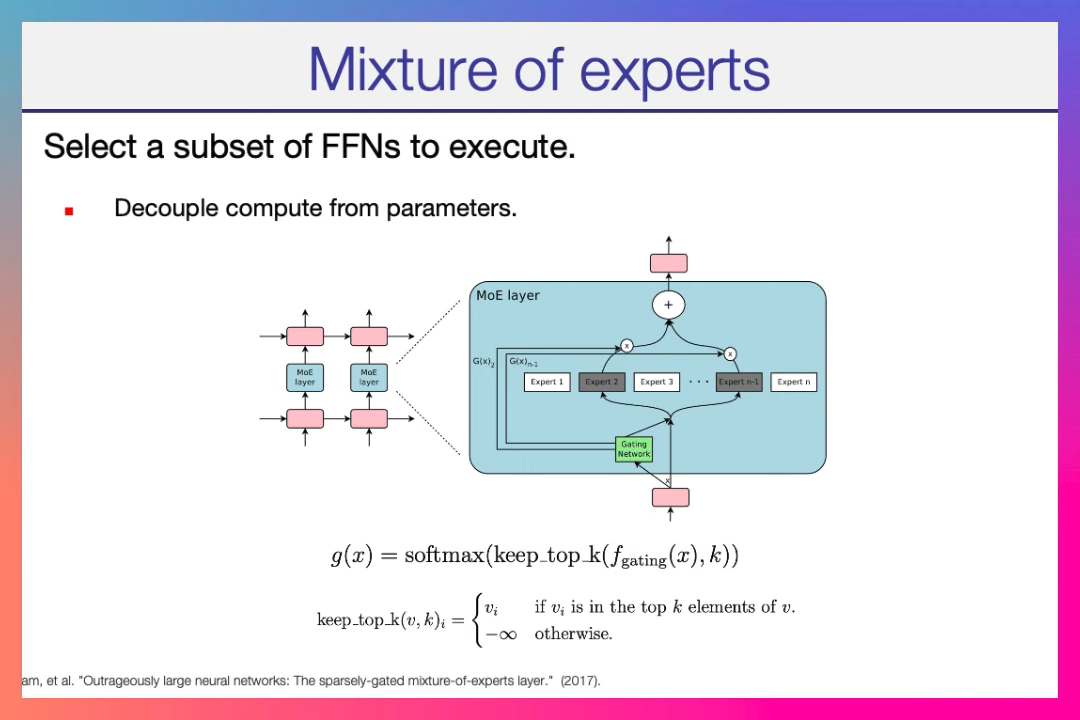 Mixture of experts
Select a subset of FFNs to execute.
Decouple compute from parameters.
MoE layer
+
x
x
G(x)₂
G(x)ₙ₋₁
Expert 1
Expert 2
Expert 3
· · ·
Expert n-1
Expert n
MoE
layer
MoE
layer
Gating
Network
x
g(x) = softmax(keep_top_k(f_gating(x), k))
keep_top_k(v, k)ᵢ = { vᵢ if vᵢ is in the top k elements of v.
−∞ otherwise.
am, et al. "Outrageously large neural networks: The sparsely-gated mixture-of-experts layer." (2017).